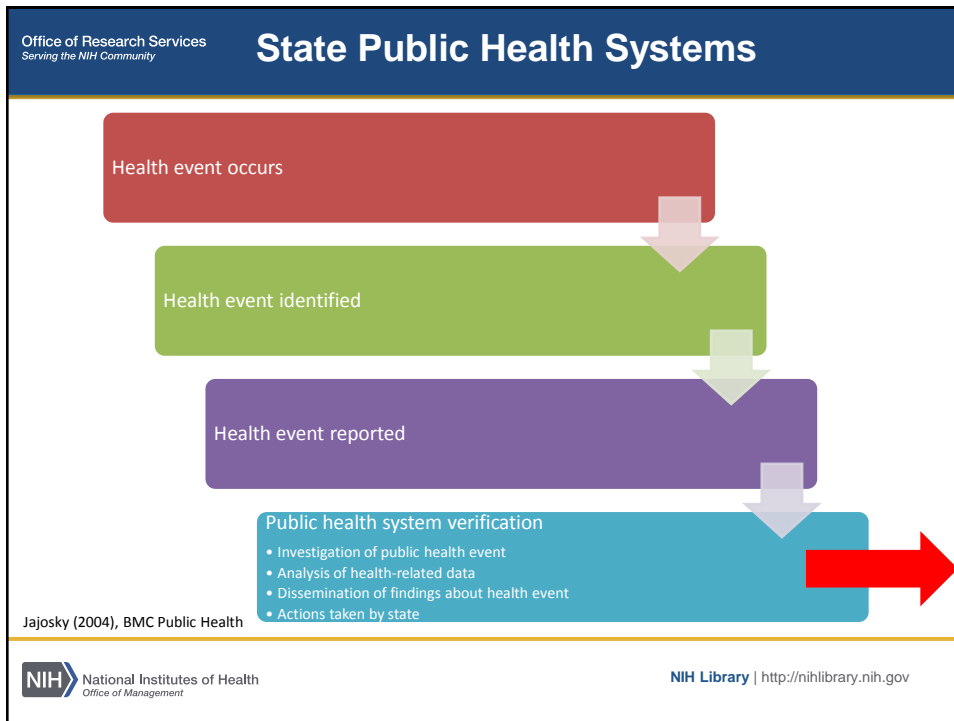 Office of Research Services
Serving the NIH Community
State Public Health Systems
Health event occurs
Health event identified
Health event reported
Public health system verification
• Investigation of public health event
• Analysis of health-related data
• Dissemination of findings about health event
• Actions taken by state
Jajosky (2004), BMC Public Health
NIH National Institutes of Health
Office of Management
NIH Library | http://nihlibrary.nih.gov